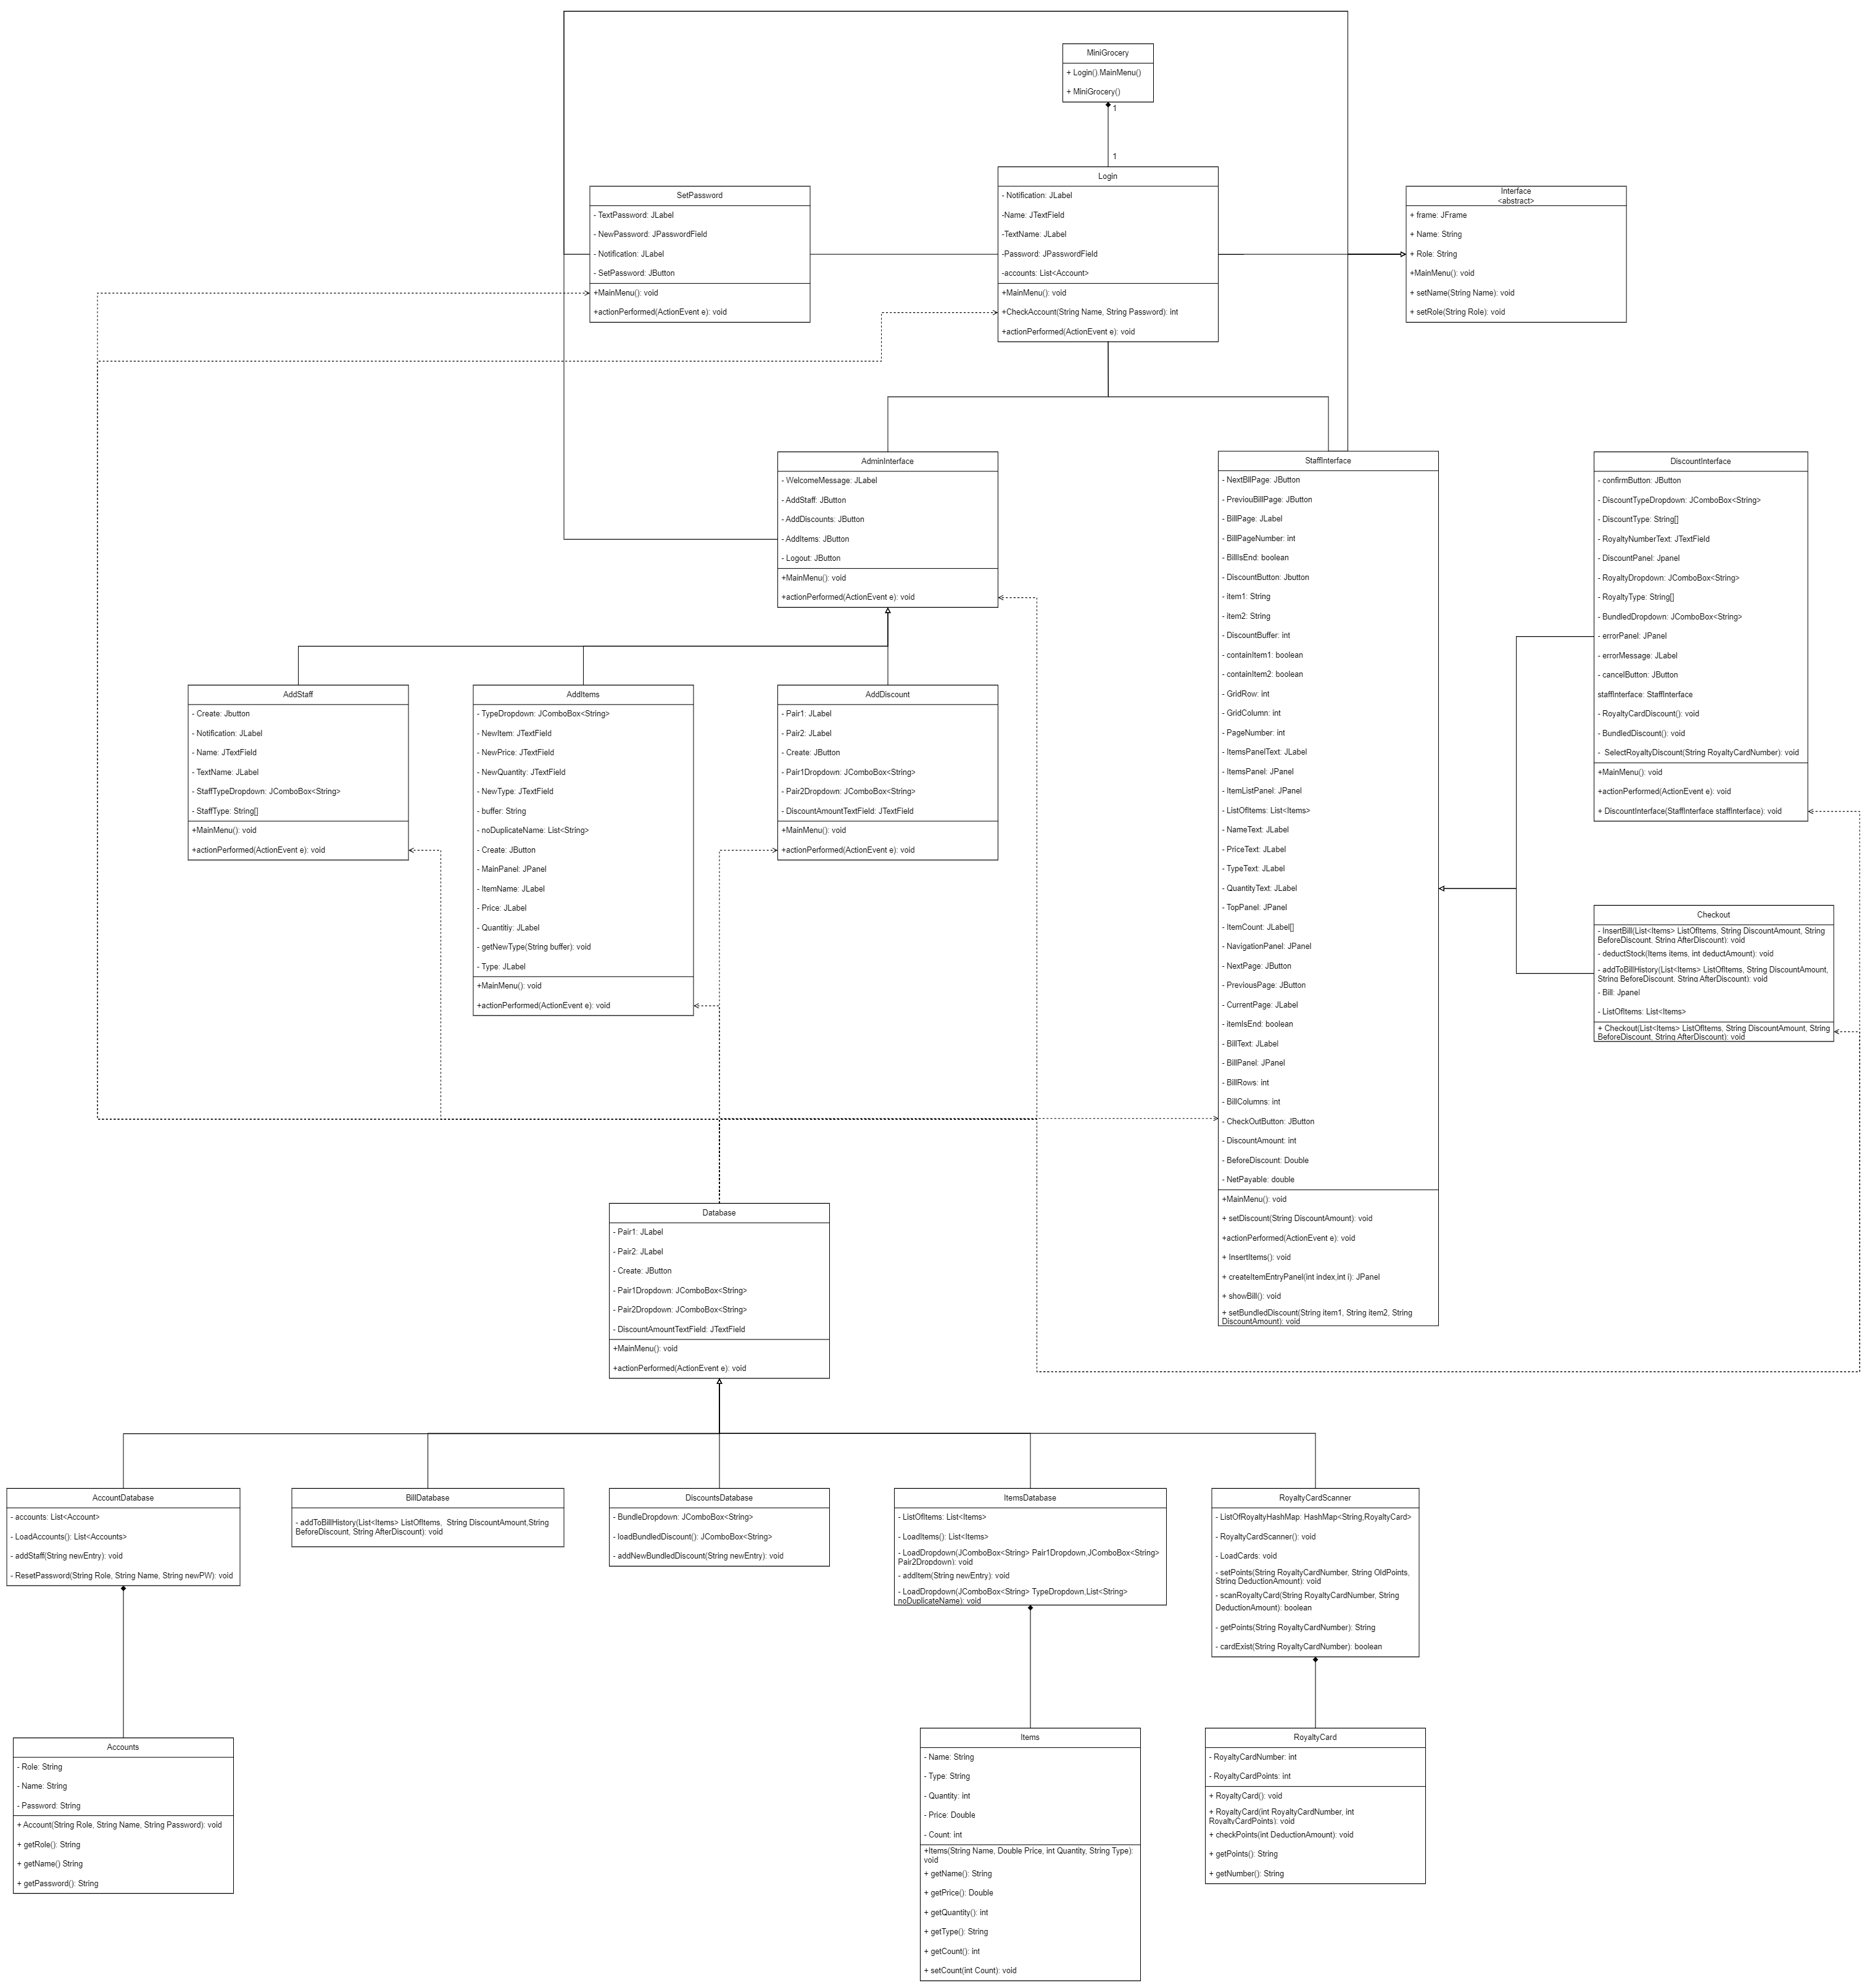 MiniGrocery
+ Login().MainMenu()
+ MiniGrocery()
1
1
SetPassword
- TextPassword: JLabel
- NewPassword: JPasswordField
- Notification: JLabel
- SetPassword: JButton
+MainMenu(): void
+actionPerformed(ActionEvent e): void
Login
- Notification: JLabel
-Name: JTextField
-TextName: JLabel
-Password: JPasswordField
-accounts: List<Account>
+MainMenu(): void
+CheckAccount(String Name, String Password): int
+actionPerformed(ActionEvent e): void
Interface
<abstract>
+ frame: JFrame
+ Name: String
+ Role: String
+MainMenu(): void
+ setName(String Name): void
+ setRole(String Role): void
AdminInterface
- WelcomeMessage: JLabel
- AddStaff: JButton
- AddDiscounts: JButton
- AddItems: JButton
- Logout: JButton
+MainMenu(): void
+actionPerformed(ActionEvent e): void
StaffInterface
- NextBillPage: JButton
- PreviouBillPage: JButton
- BillPage: JLabel
- BillPageNumber: int
- BillIsEnd: boolean
- DiscountButton: Jbutton
- item1: String
- item2: String
- DiscountBuffer: int
- containItem1: boolean
- containItem2: boolean
- GridRow: int
- GridColumn: int
- PageNumber: int
- ItemsPanelText: JLabel
- ItemsPanel: JPanel
- ItemListPanel: JPanel
- ListOfItems: List<Items>
- NameText: JLabel
- PriceText: JLabel
- TypeText: JLabel
- QuantityText: JLabel
- TopPanel: JPanel
- ItemCount: JLabel[]
- NavigationPanel: JPanel
- NextPage: JButton
- PreviousPage: JButton
- CurrentPage: JLabel
- itemIsEnd: boolean
- BillText: JLabel
- BillPanel: JPanel
- BillRows: int
- BillColumns: int
- CheckOutButton: JButton
- DiscountAmount: int
- BeforeDiscount: Double
- NetPayable: double
+MainMenu(): void
+ setDiscount(String DiscountAmount): void
+actionPerformed(ActionEvent e): void
+ InsertItems(): void
+ createItemEntryPanel(int index,int i): JPanel
+ showBill(): void
+ setBundledDiscount(String item1, String item2, String
DiscountAmount): void
DiscountInterface
- confirmButton: JButton
- DiscountTypeDropdown: JComboBox<String>
- DiscountType: String[]
- RoyaltyNumberText: JTextField
- DiscountPanel: Jpanel
- RoyaltyDropdown: JComboBox<String>
- RoyaltyType: String[]
- BundledDropdown: JComboBox<String>
- errorPanel: JPanel
- errorMessage: JLabel
- cancelButton: JButton
staffInterface: StaffInterface
- RoyaltyCardDiscount(): void
- BundledDiscount(): void
-  SelectRoyaltyDiscount(String RoyaltyCardNumber): void
+MainMenu(): void
+actionPerformed(ActionEvent e): void
+ DiscountInterface(StaffInterface staffInterface): void
AddStaff
- Create: Jbutton
- Notification: JLabel
- Name: JTextField
- TextName: JLabel
- StaffTypeDropdown: JComboBox<String>
- StaffType: String[]
+MainMenu(): void
+actionPerformed(ActionEvent e): void
AddItems
- TypeDropdown: JComboBox<String>
- NewItem: JTextField
- NewPrice: JTextField
- NewQuantity: JTextField
- NewType: JTextField
- buffer: String
- noDuplicateName: List<String>
- Create: JButton
- MainPanel: JPanel
- ItemName: JLabel
- Price: JLabel
- Quantitiy: JLabel
- getNewType(String buffer): void
- Type: JLabel
+MainMenu(): void
+actionPerformed(ActionEvent e): void
AddDiscount
- Pair1: JLabel
- Pair2: JLabel
- Create: JButton
- Pair1Dropdown: JComboBox<String>
- Pair2Dropdown: JComboBox<String>
- DiscountAmountTextField: JTextField
+MainMenu(): void
+actionPerformed(ActionEvent e): void
Checkout
- InsertBill(List<Items> ListOfItems, String DiscountAmount, String
BeforeDiscount, String AfterDiscount): void
- deductStock(Items items, int deductAmount): void
- addToBillHistory(List<Items> ListOfItems, String DiscountAmount,
String BeforeDiscount, String AfterDiscount): void
- Bill: Jpanel
- ListOfItems: List<Items>
+ Checkout(List<Items> ListOfItems, String DiscountAmount, String
BeforeDiscount, String AfterDiscount): void
Database
- Pair1: JLabel
- Pair2: JLabel
- Create: JButton
- Pair1Dropdown: JComboBox<String>
- Pair2Dropdown: JComboBox<String>
- DiscountAmountTextField: JTextField
+MainMenu(): void
+actionPerformed(ActionEvent e): void
AccountDatabase
- accounts: List<Account>
- LoadAccounts(): List<Accounts>
- addStaff(String newEntry): void
- ResetPassword(String Role, String Name, String newPW): void
BillDatabase
- addToBillHistory(List<Items> ListOfItems,  String DiscountAmount,String
BeforeDiscount, String AfterDiscount): void
DiscountsDatabase
- BundleDropdown: JComboBox<String>
- loadBundledDiscount(): JComboBox<String>
- addNewBundledDiscount(String newEntry): void
ItemsDatabase
- ListOfItems: List<Items>
- LoadItems(): List<Items>
- LoadDropdown(JComboBox<String> Pair1Dropdown,JComboBox<String>
Pair2Dropdown): void
- addItem(String newEntry): void
- LoadDropdown(JComboBox<String> TypeDropdown,List<String>
noDuplicateName): void
RoyaltyCardScanner
- ListOfRoyaltyHashMap: HashMap<String,RoyaltyCard>
- RoyaltyCardScanner(): void
- LoadCards: void
- setPoints(String RoyaltyCardNumber, String OldPoints,
String DeductionAmount): void
- scanRoyaltyCard(String RoyaltyCardNumber, String
DeductionAmount): boolean
- getPoints(String RoyaltyCardNumber): String
- cardExist(String RoyaltyCardNumber): boolean
Accounts
- Role: String
- Name: String
- Password: String
+ Account(String Role, String Name, String Password): void
+ getRole(): String
+ getName() String
+ getPassword(): String
Items
- Name: String
- Type: String
- Quantity: int
- Price: Double
- Count: int
+Items(String Name, Double Price, int Quantity, String Type):
void
+ getName(): String
+ getPrice(): Double
+ getQuantity(): int
+ getType(): String
+ getCount(): int
+ setCount(int Count): void
RoyaltyCard
- RoyaltyCardNumber: int
- RoyaltyCardPoints: int
+ RoyaltyCard(): void
+ RoyaltyCard(int RoyaltyCardNumber, int
RoyaltyCardPoints): void
+ checkPoints(int DeductionAmount): void
+ getPoints(): String
+ getNumber(): String